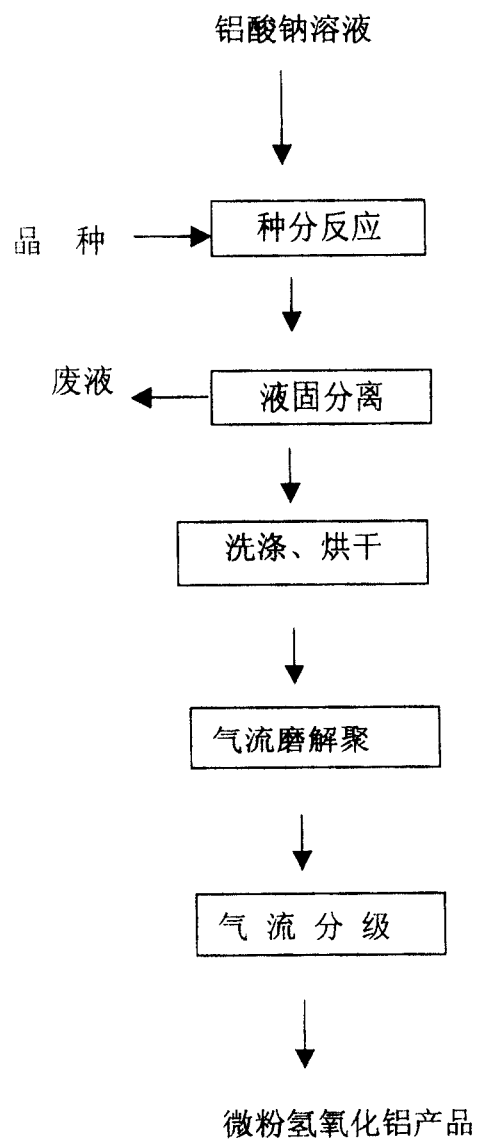 铝酸钠溶液
品 种
种分反应
废液
液固分离
洗涤、烘干
气流磨解聚
气 流 分 级
微粉氢氧化铝产品